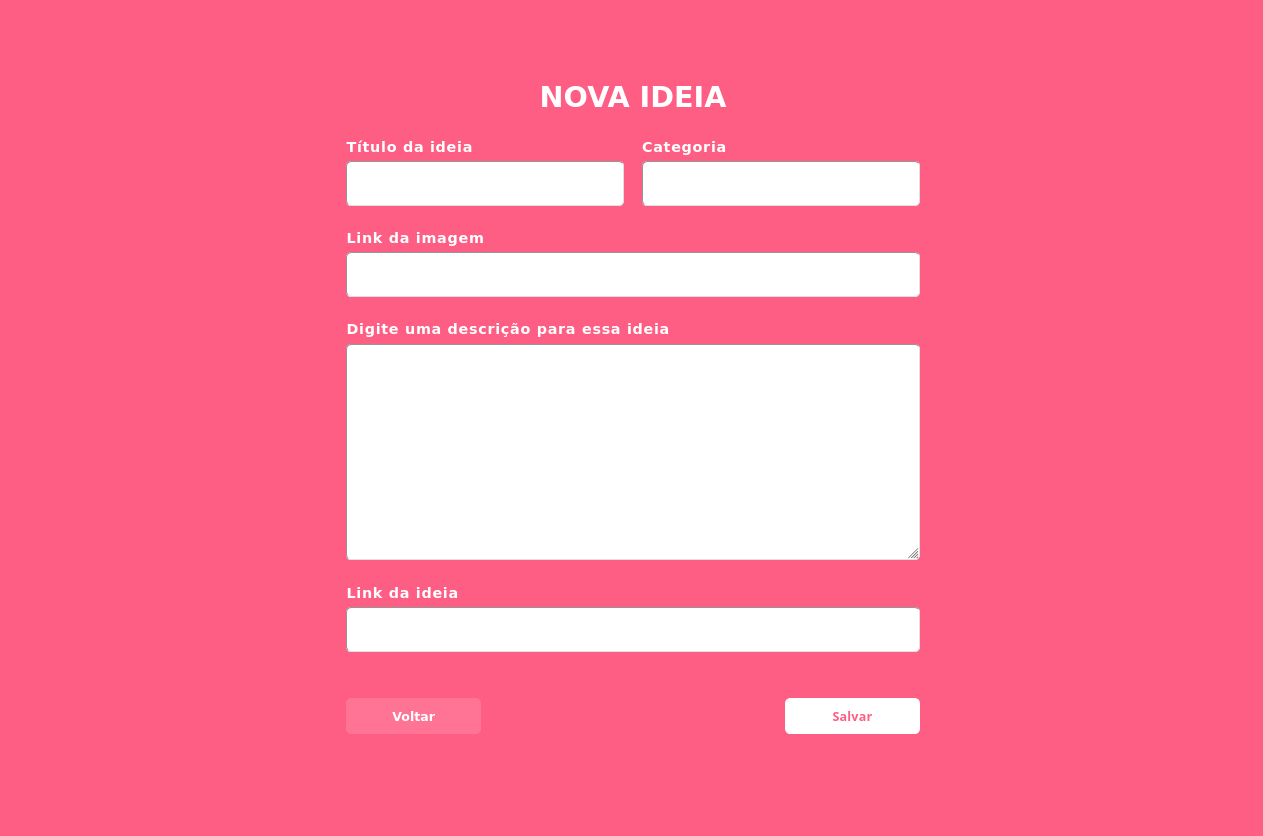 NOVA IDEIA
Título da ideia
Categoria
Link da imagem
Digite uma descrição para essa ideia
Link da ideia
Voltar
Salvar